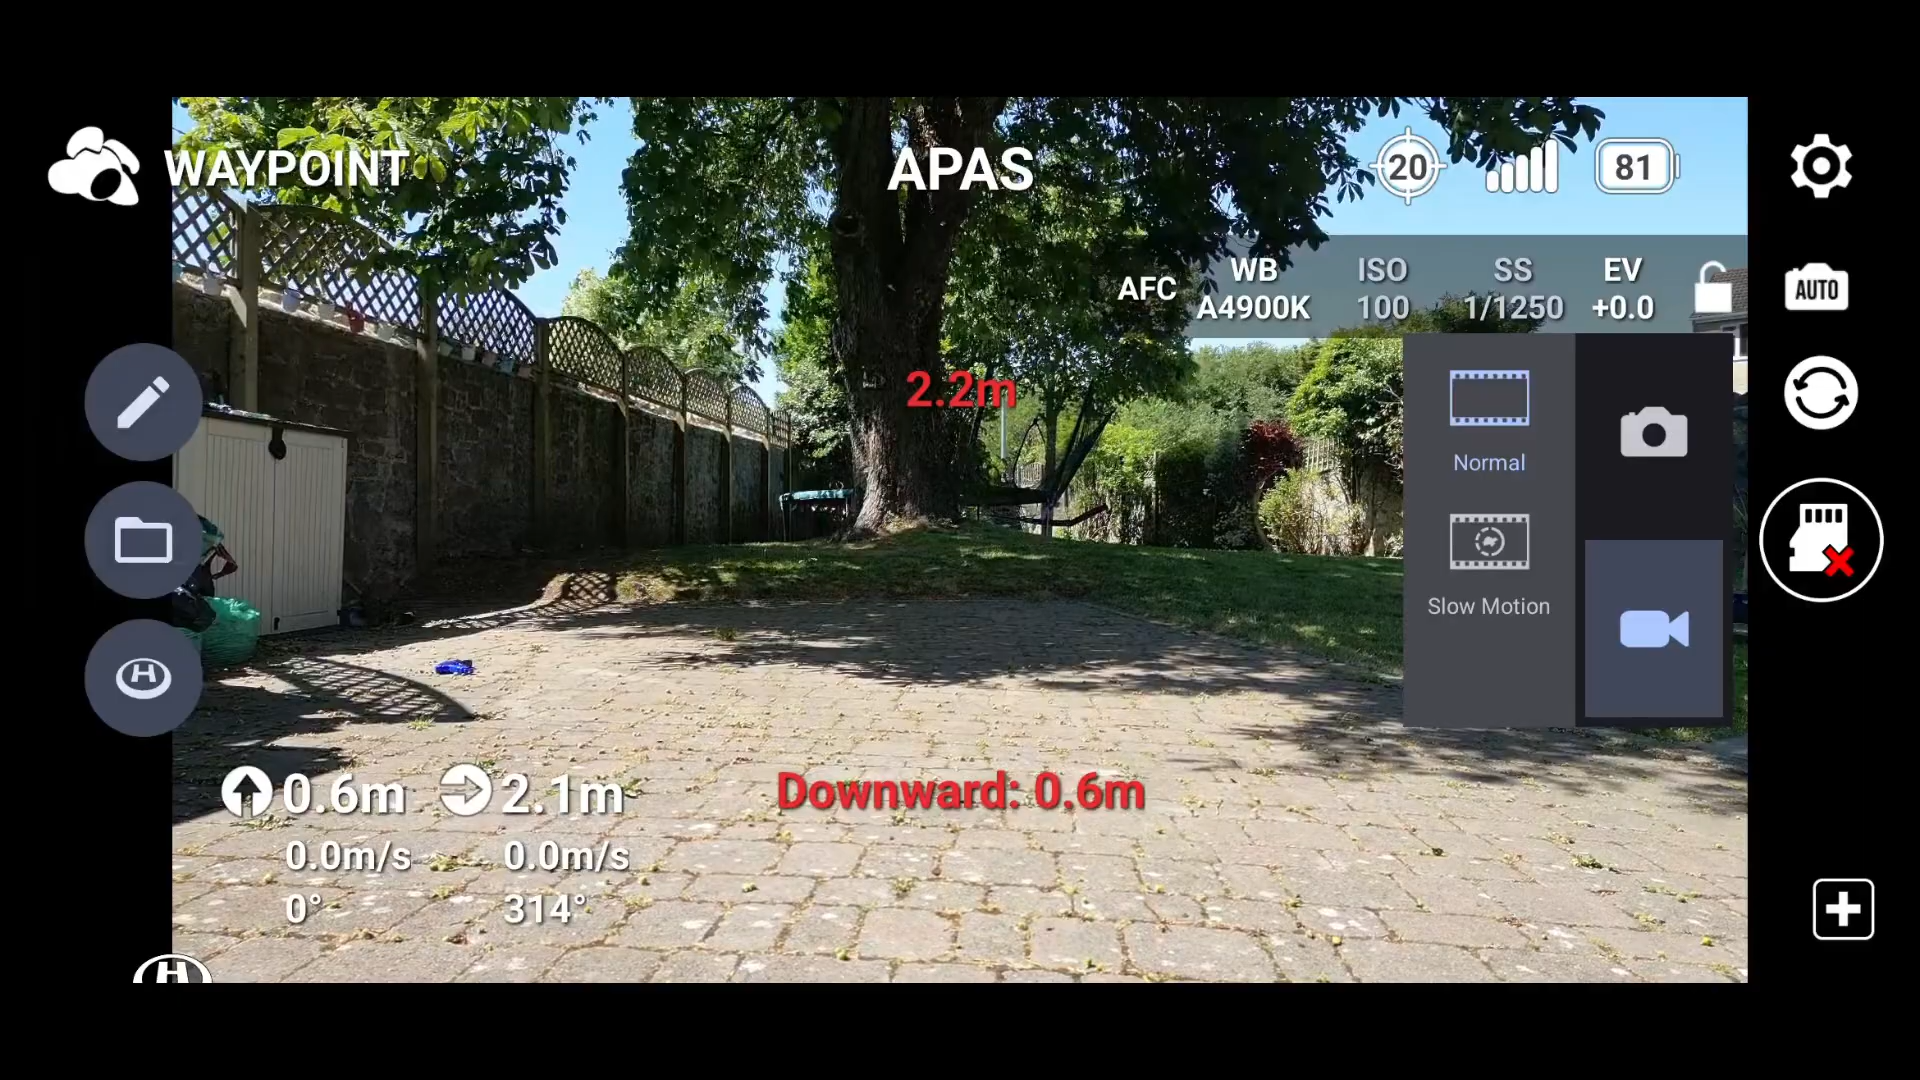 WAYPOINT
APAS
20
81
AFC
WB
A4900K
ISO
100
SS
1/1250
EV
+0.0
AUTO
2.2m
Normal
Slow Motion
H
0.6m
2.1m
Downward: 0.6m
0.0m/s
0.0m/s
0°
314°
H